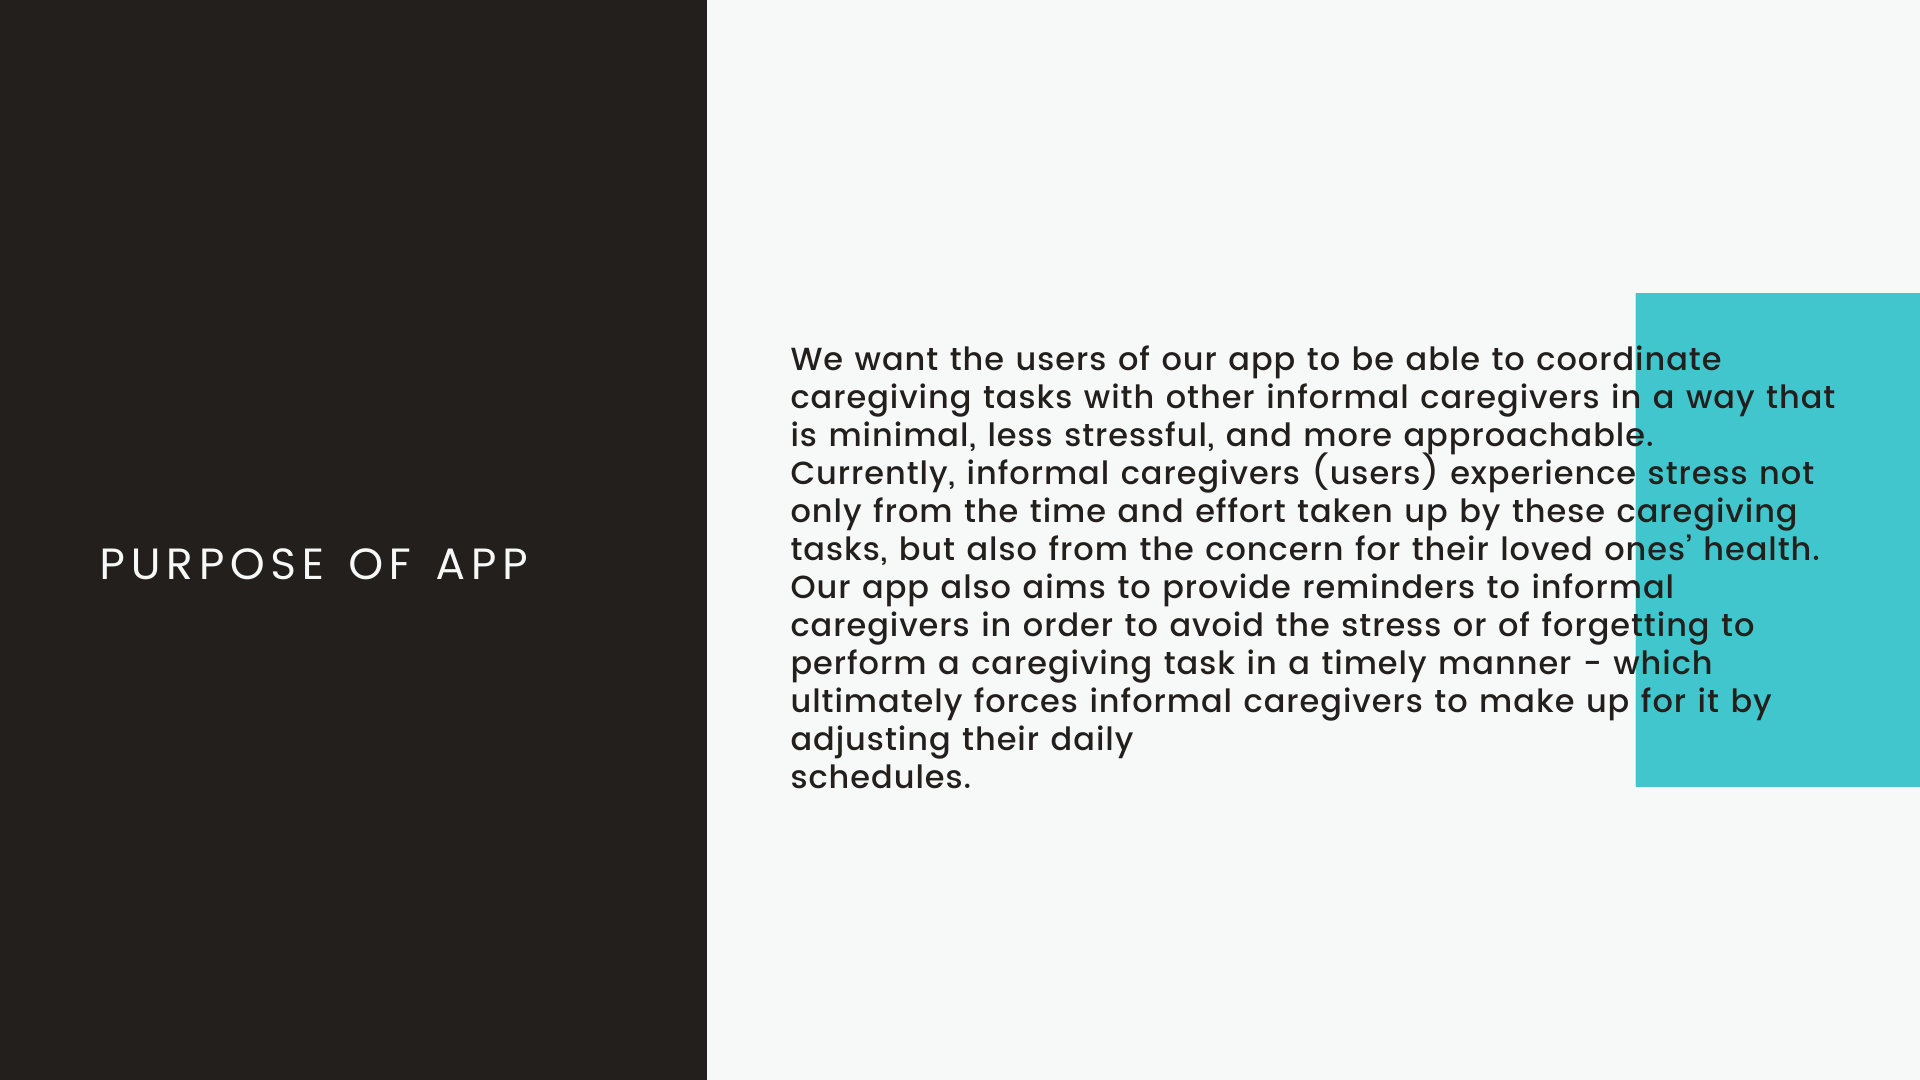 PURPOSE OF APP
We want the users of our app to be able to coordinate
caregiving tasks with other informal caregivers in a way that
is minimal, less stressful, and more approachable.
Currently, informal caregivers (users) experience stress not
only from the time and effort taken up by these caregiving
tasks, but also from the concern for their loved ones’ health.
Our app also aims to provide reminders to informal
caregivers in order to avoid the stress or of forgetting to
perform a caregiving task in a timely manner - which
ultimately forces informal caregivers to make up for it by
adjusting their daily
schedules.